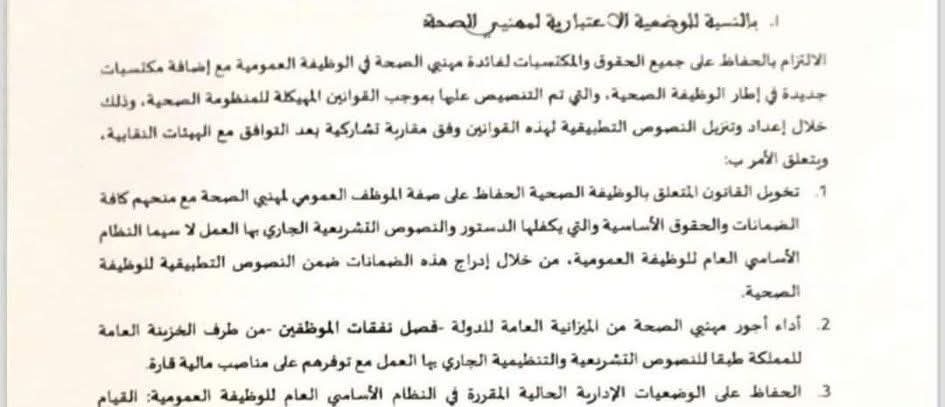 I. بالنسبة للوضعية الاعتبارية لمهنيي الصحة
الالتزام بالحفاظ على جميع الحقوق والمكتسبات لفائدة مهنيي الصحة في الوظيفة العمومية مع إضافة مكتسبات
جديدة في إطار الوظيفة الصحية، والتي تم التنصيص عليها بموجب القوانين المهيكلة للمنظومة الصحية، وذلك
خلال إعداد وتنزيل النصوص التطبيقية لهذه القوانين وفق مقاربة تشاركية بعد التوافق مع الهيئات النقابية،
ويتعلق الأمر ب:
1. تخويل القانون المتعلق بالوظيفة الصحية الحفاظ على صفة الموظف العمومي لمهنيي الصحة مع منحهم كافة
الضمانات والحقوق الأساسية والتي يكفلها الدستور والنصوص التشريعية الجاري بها العمل لا سيما النظام
الأساسي العام للوظيفة العمومية، من خلال إدراج هذه الضمانات ضمن النصوص التطبيقية للوظيفة
الصحية.
2. أداء أجور مهنيي الصحة من الميزانية العامة للدولة -فصل نفقات الموظفين -من طرف الخزينة العامة
للمملكة طبقا للنصوص التشريعية والتنظيمية الجاري بها العمل مع توفرهم على مناصب مالية قارة.
3. الحفاظ على الوضعيات الإدارية الحالية المقررة في النظام الأساسي العام للوظيفة العمومية: القيام